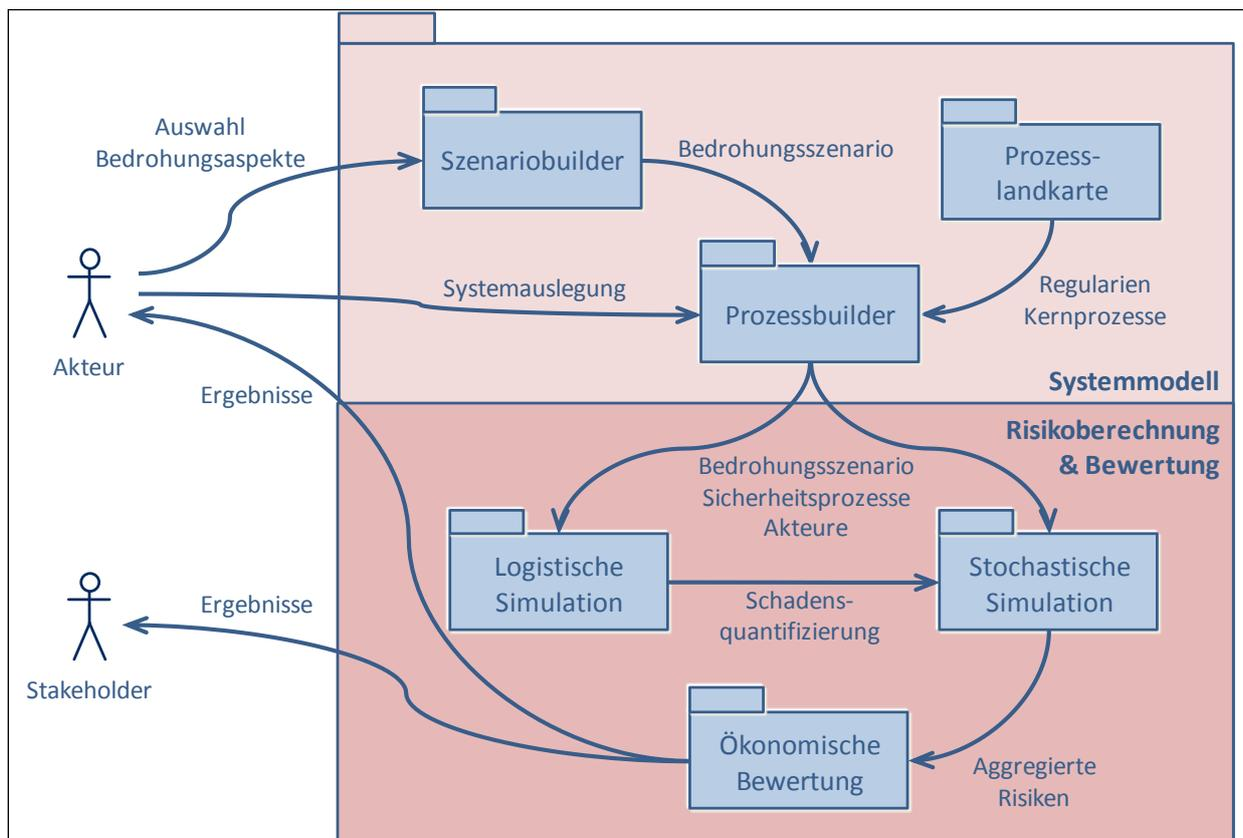 Auswahl
Bedrohungsaspekte
Szenariobuilder
Bedrohungsszenario
Prozess-
landkarte
Akteur
Systemauslegung
Prozessbuilder
Regularien
Kernprozesse
Systemmodell
Ergebnisse
Risikoberechnung
& Bewertung
Bedrohungsszenario
Sicherheitsprozesse
Akteure
Logistische
Simulation
Schadens-
quantifizierung
Stochastische
Simulation
Ergebnisse
Stakeholder
Ökonomische
Bewertung
Aggregierte
Risiken